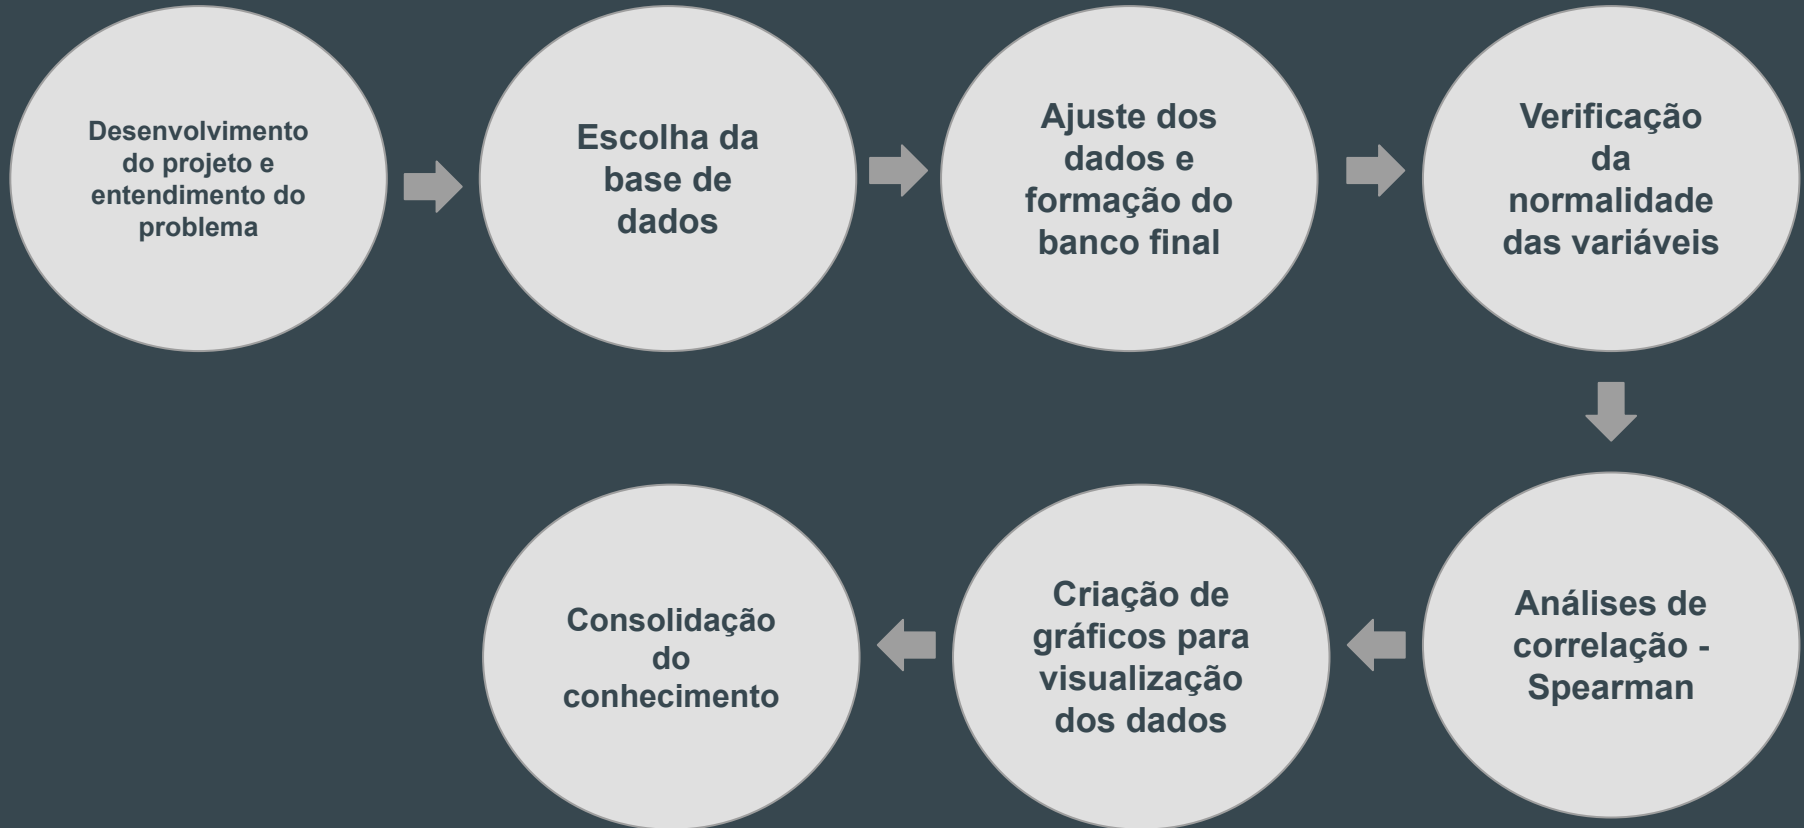 Desenvolvimento
do projeto e
entendimento do
problema
Escolha da
base de
dados
Ajuste dos
dados e
formação do
banco final
Verificação
da
normalidade
das variáveis
Análises de
correlação -
Spearman
Criação de
gráficos para
visualização
dos dados
Consolidação
do
conhecimento